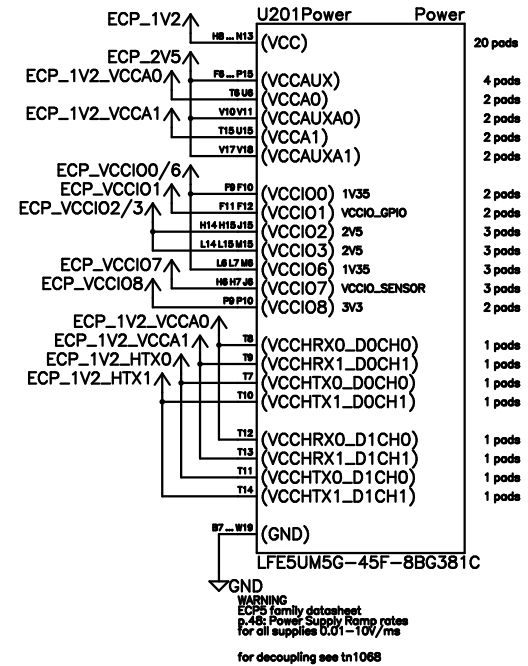 U201Power Power
ECP_1V2
H8 ... N13 (VCC) 20 pads
ECP_2V5
F6 ... P15 (VCCAUX) 4 pads
ECP_1V2_VCCA0
T6 U6 (VCCA0) 2 pads
V10 V11 (VCCAUXA0) 2 pads
ECP_1V2_VCCA1
T15 U15 (VCCA1) 2 pads
V17 V18 (VCCAUXA1) 2 pads
ECP_VCCIO0/6
F9 F10 (VCCIO0) 1V35 2 pads
ECP_VCCIO1
F11 F12 (VCCIO1) VCCIO_GPIO 2 pads
ECP_VCCIO2/3
H14 H15 J15 (VCCIO2) 2V5 3 pads
L14 L15 M15 (VCCIO3) 2V5 3 pads
L6 L7 M6 (VCCIO6) 1V35 3 pads
ECP_VCCIO7
H6 H7 J6 (VCCIO7) VCCIO_SENSOR 3 pads
ECP_VCCIO8
P9 P10 (VCCIO8) 3V3 2 pads
ECP_1V2_VCCA0
T8 (VCCHRX0_D0CH0) 1 pads
ECP_1V2_VCCA1
T9 (VCCHRX1_D0CH1) 1 pads
ECP_1V2_HTX0
T7 (VCCHTX0_D0CH0) 1 pads
ECP_1V2_HTX1
T10 (VCCHTX1_D0CH1) 1 pads
T12 (VCCHRX0_D1CH0) 1 pads
T13 (VCCHRX1_D1CH1) 1 pads
T11 (VCCHTX0_D1CH0) 1 pads
T14 (VCCHTX1_D1CH1) 1 pads
B7 ... W19 (GND)
LFE5UM5G-45F-8BG381C
GND
WARNING
ECP5 family datasheet
p.48: Power Supply Ramp rates
for all supplies 0.01-10V/ms
for decoupling see tn1068